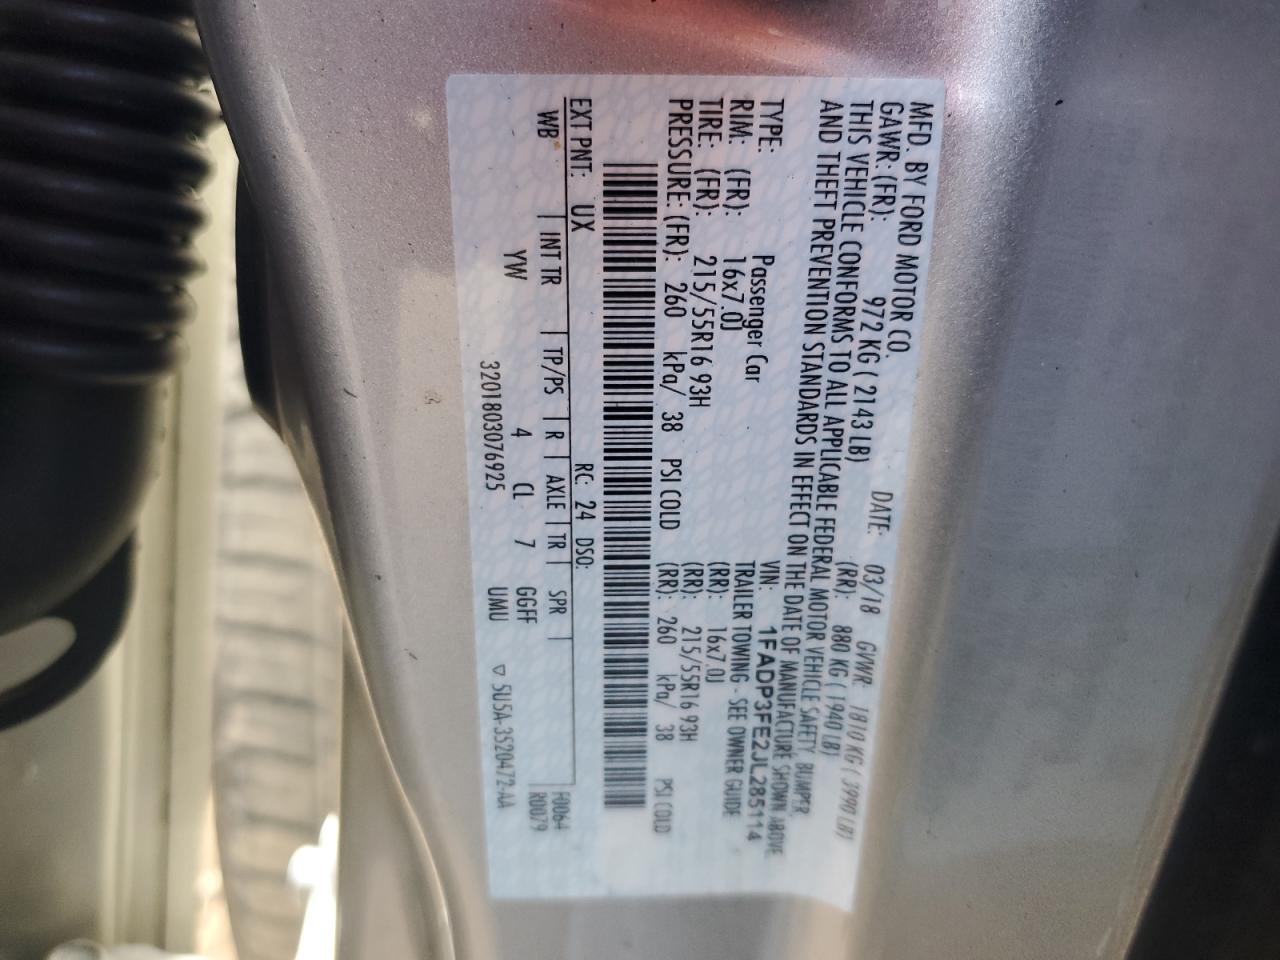 MFD. BY FORD MOTOR CO.
DATE: 03/18 GVWR: 1810 KG ( 3990 LB)
GAWR: (FR): 972 KG ( 2143 LB) (RR): 880 KG ( 1940 LB)
THIS VEHICLE CONFORMS TO ALL APPLICABLE FEDERAL MOTOR VEHICLE SAFETY, BUMPER,
AND THEFT PREVENTION STANDARDS IN EFFECT ON THE DATE OF MANUFACTURE SHOWN ABOVE
VIN: 1FADP3FE2JL285114
TYPE: Passenger Car TRAILER TOWING - SEE OWNER GUIDE
RIM: (FR): 16x7.0J (RR): 16x7.0J
TIRE: (FR): 215/55R16 93H (RR): 215/55R16 93H
PRESSURE: (FR): 260 kPa/ 38 PSI COLD (RR): 260 kPa/ 38 PSI COLD
EXT PNT: UX RC: 24 DSO:
WB | INT TR | TP/PS | R | AXLE | TR | SPR | F0064
YW 4 CL 7 GGFF R0079
3201803076925 UMU ▽ 5U5A-3520472-AA